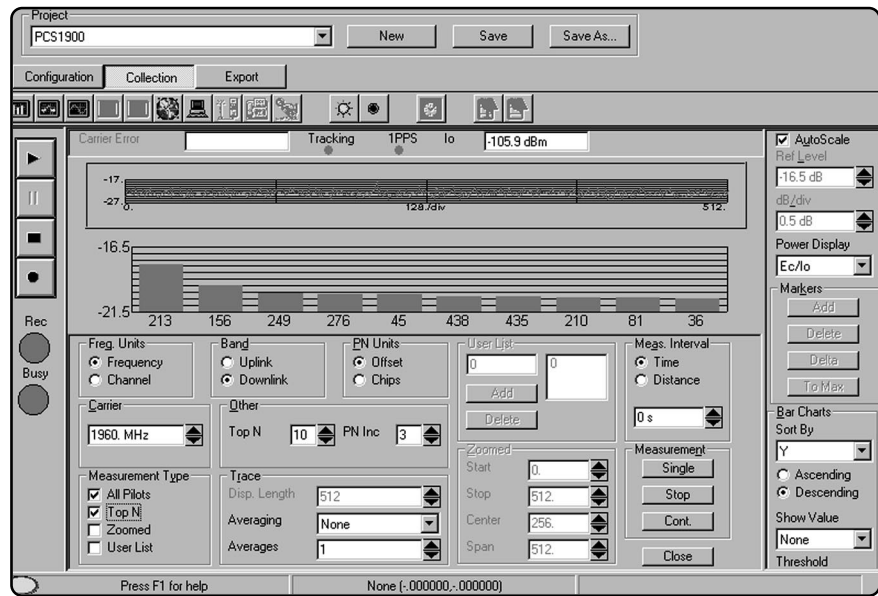 Project
PCS1900 New Save Save As...
Configuration Collection Export
Carrier Error Tracking 1PPS Io -105.9 dBm
-17.
-27.
0. 128./div 512.
-16.5
-21.5
213 156 249 276 45 438 435 210 81 36
Rec
Busy
Freq. Units
Frequency
Channel
Band
Uplink
Downlink
PN Units
Offset
Chips
User List
0 0
Add
Delete
Meas. Interval
Time
Distance
0 s
Carrier
1960. MHz
Other
Top N 10 PN Inc 3
Measurement Type
All Pilots
Top N
Zoomed
User List
Trace
Disp. Length 512
Averaging None
Averages 1
Zoomed
Start 0.
Stop 512.
Center 256.
Span 512.
Measurement
Single
Stop
Cont.
Close
AutoScale
Ref Level
-16.5 dB
dB/div
0.5 dB
Power Display
Ec/Io
Markers
Add
Delete
Delta
To Max
Bar Charts
Sort By
Y
Ascending
Descending
Show Value
None
Threshold
Press F1 for help None (-.000000,-.000000)